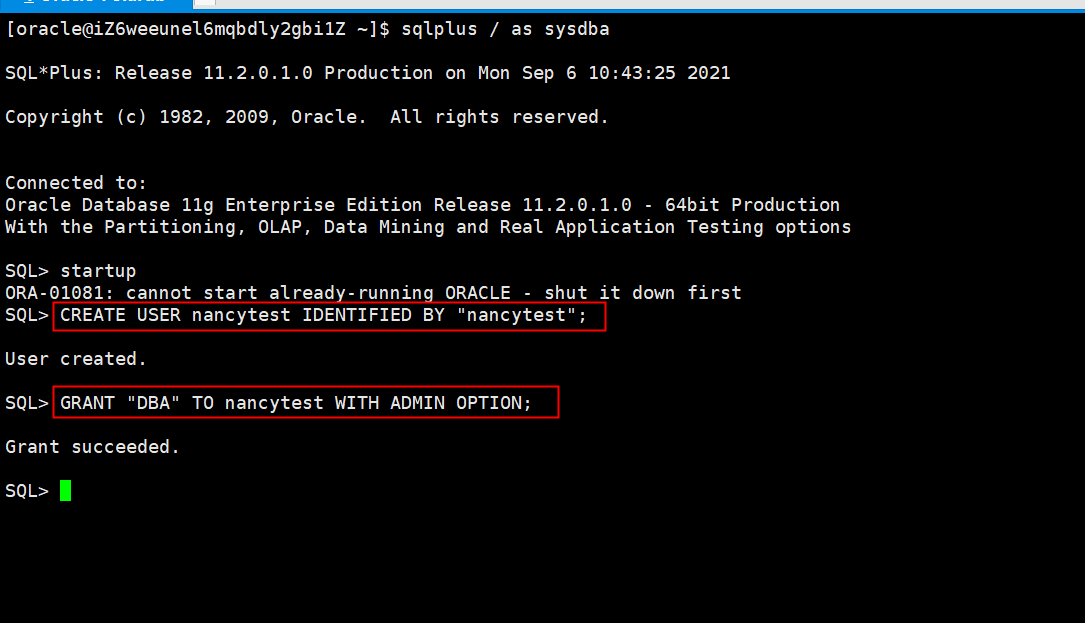 [oracle@iZ6weeunel6mqbdly2gbi1Z ~]$ sqlplus / as sysdba
SQL*Plus: Release 11.2.0.1.0 Production on Mon Sep 6 10:43:25 2021
Copyright (c) 1982, 2009, Oracle.  All rights reserved.
Connected to:
Oracle Database 11g Enterprise Edition Release 11.2.0.1.0 - 64bit Production
With the Partitioning, OLAP, Data Mining and Real Application Testing options
SQL> startup
ORA-01081: cannot start already-running ORACLE - shut it down first
SQL> CREATE USER nancytest IDENTIFIED BY "nancytest";
User created.
SQL> GRANT "DBA" TO nancytest WITH ADMIN OPTION;
Grant succeeded.
SQL>